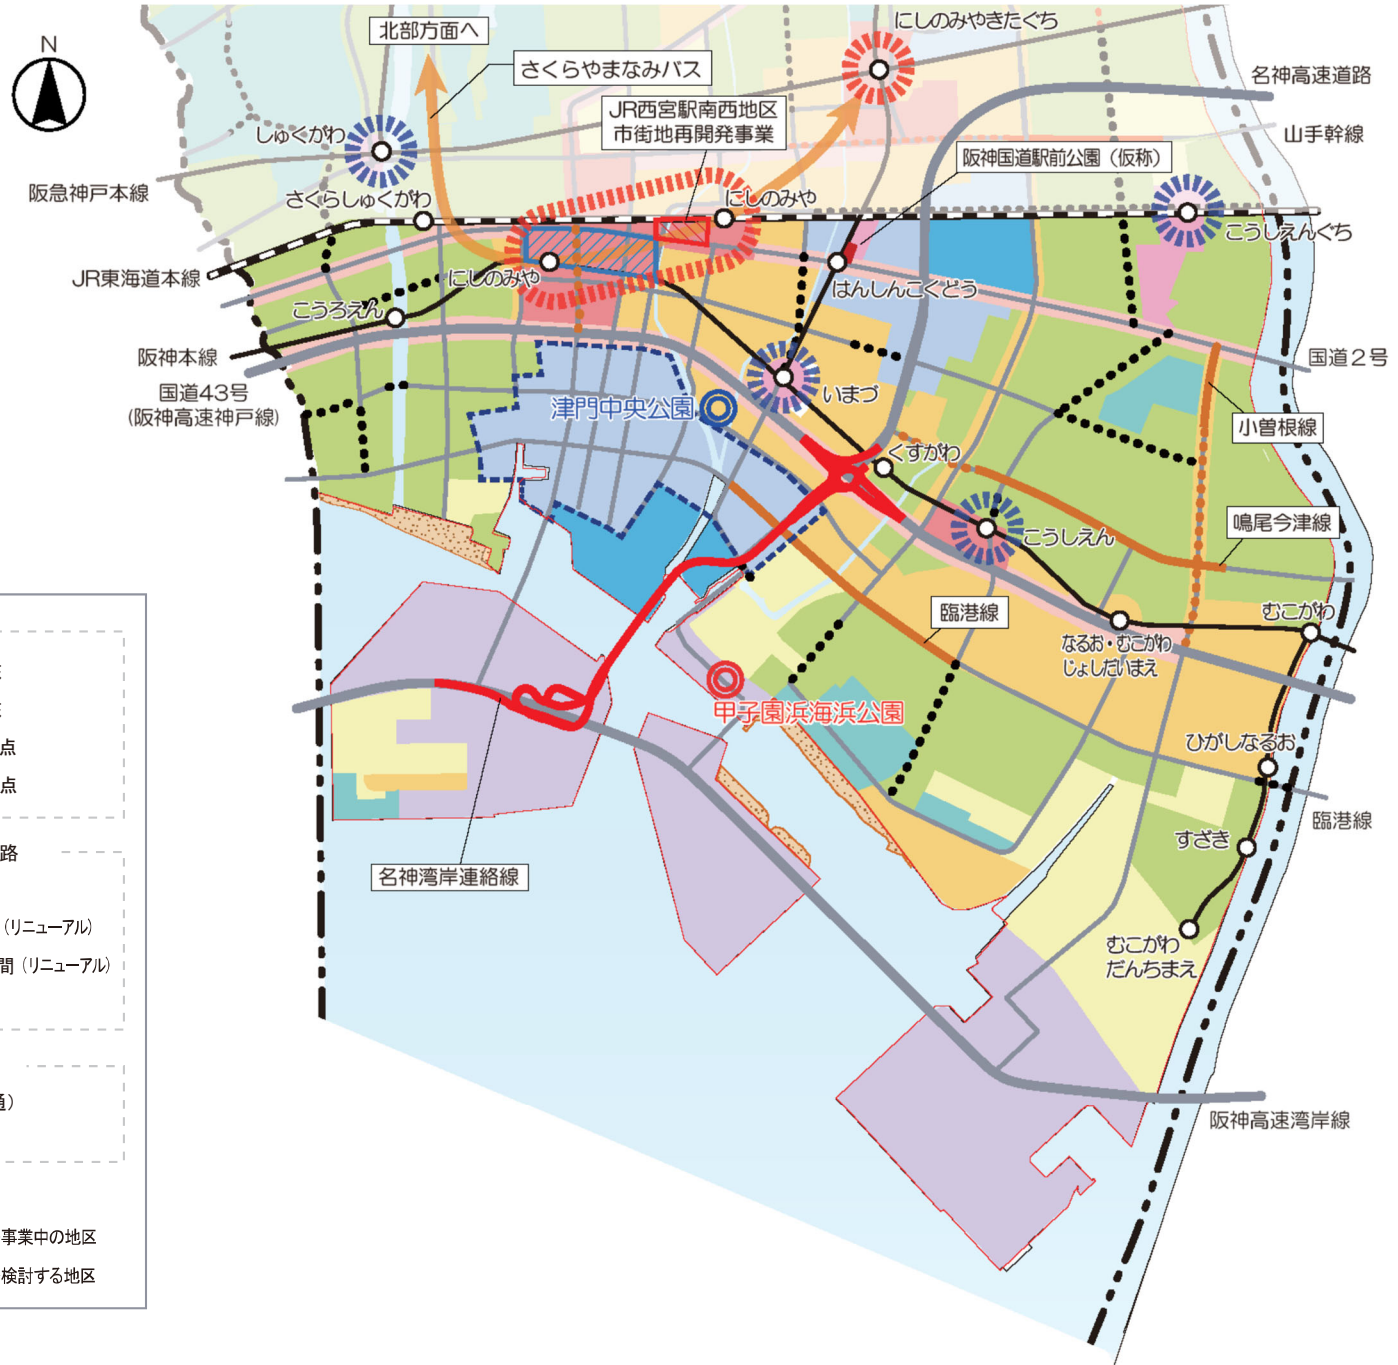 N
北部方面へ
にしのみやきたぐち
さくらやまなみバス
名神高速道路
JR西宮駅南西地区
市街地再開発事業
山手幹線
しゅくがわ
阪神国道駅前公園（仮称）
阪急神戸本線
さくらしゅくがわ
にしのみや
こうしえんぐち
JR東海道本線
にしのみや
はんしんこくどう
こうろえん
阪神本線
国道２号
国道43号
(阪神高速神戸線)
いまづ
津門中央公園
小曽根線
くすがわ
鳴尾今津線
こうしえん
臨港線
むこがわ
なるお・むこがわ
じょしだいまえ
甲子園浜海浜公園
ひがしなるお
臨港線
すざき
名神湾岸連絡線
むこがわ
だんちまえ
阪神高速湾岸線
点
点
路
（リニューアル）
間（リニューアル）
通）
事業中の地区
検討する地区